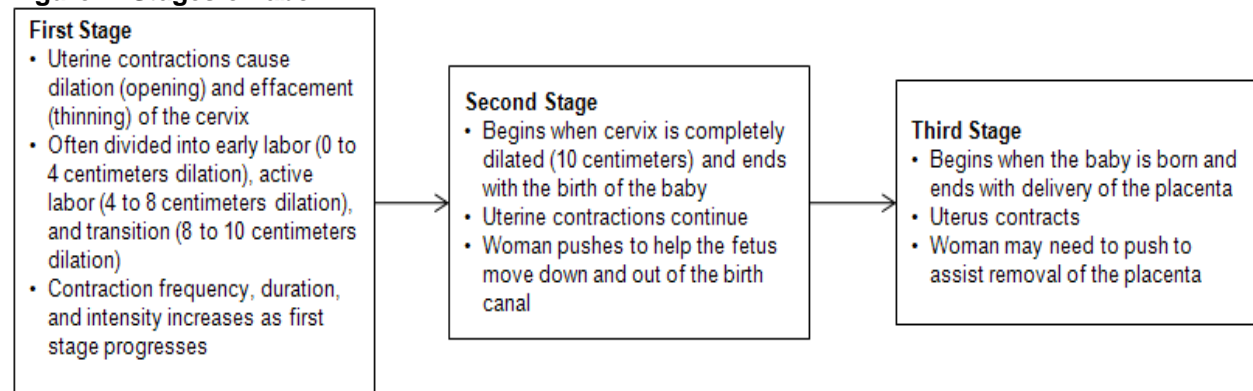 First Stage
• Uterine contractions cause
dilation (opening) and effacement
(thinning) of the cervix
• Often divided into early labor (0 to
4 centimeters dilation), active
labor (4 to 8 centimeters dilation),
and transition (8 to 10 centimeters
dilation)
• Contraction frequency, duration,
and intensity increases as first
stage progresses
Second Stage
• Begins when cervix is completely
dilated (10 centimeters) and ends
with the birth of the baby
• Uterine contractions continue
• Woman pushes to help the fetus
move down and out of the birth
canal
Third Stage
• Begins when the baby is born and
ends with delivery of the placenta
• Uterus contracts
• Woman may need to push to
assist removal of the placenta